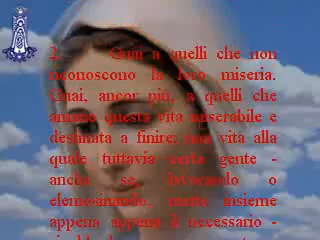 2. Guai a quelli che non
riconoscono la loro miseria.
Guai, ancor più, a quelli che
amano questa vita miserabile e
destinata a finire; una vita alla
quale tuttavia certa gente -
anche se, lavorando o
elemosinando, mette insieme
appena appena il necessario -